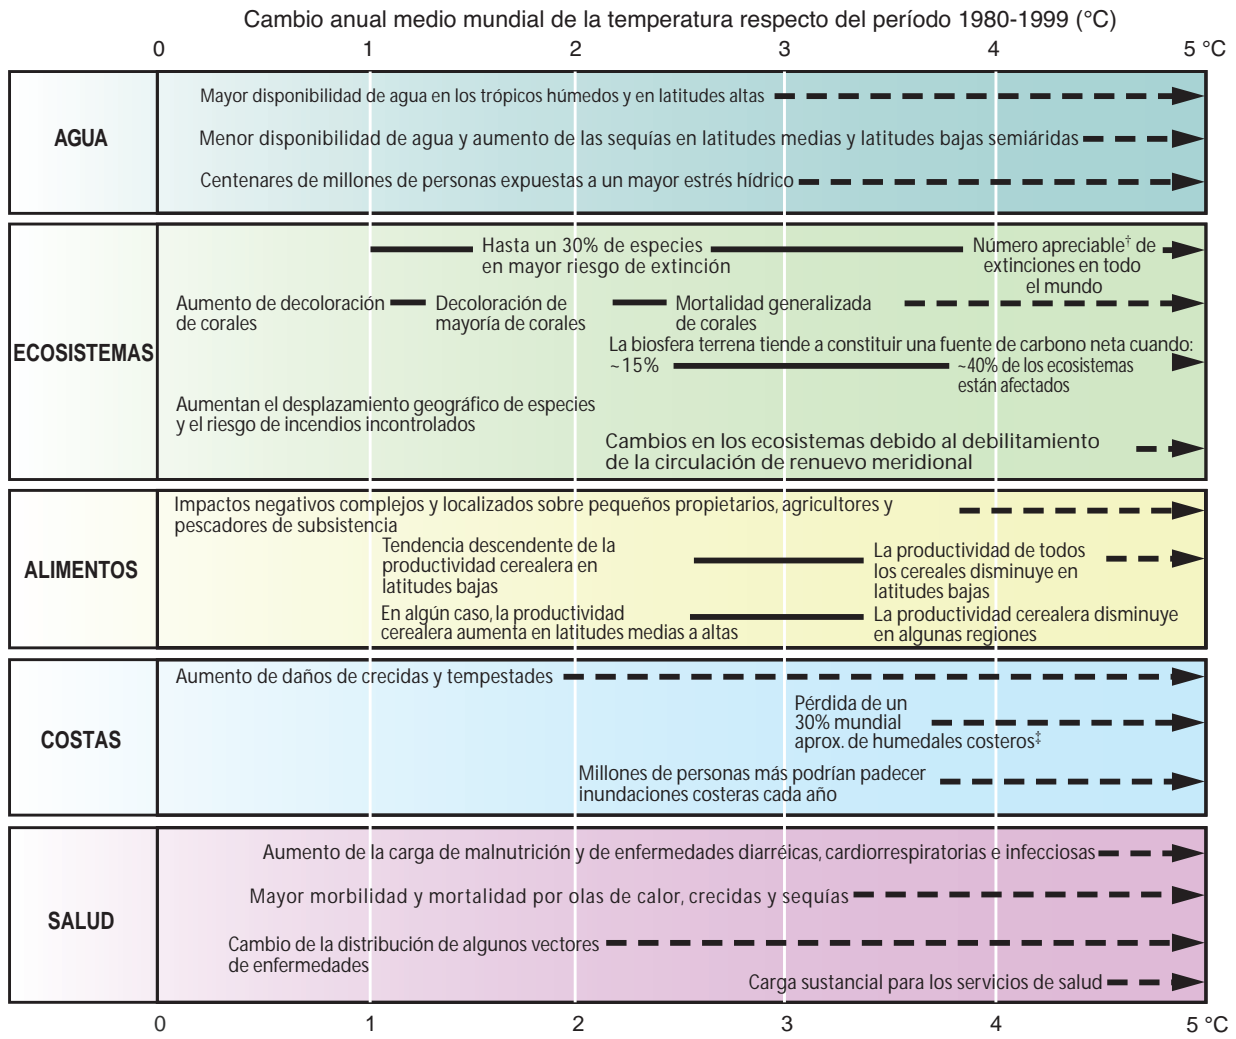 Cambio anual medio mundial de la temperatura respecto del período 1980-1999 (°C)
0 1 2 3 4 5 °C
AGUA
Mayor disponibilidad de agua en los trópicos húmedos y en latitudes altas
Menor disponibilidad de agua y aumento de las sequías en latitudes medias y latitudes bajas semiáridas
Centenares de millones de personas expuestas a un mayor estrés hídrico
ECOSISTEMAS
Hasta un 30% de especies
en mayor riesgo de extinción
Número apreciable† de
extinciones en todo
el mundo
Aumento de decoloración
de corales
Decoloración de
mayoría de corales
Mortalidad generalizada
de corales
La biosfera terrena tiende a constituir una fuente de carbono neta cuando:
~15%
~40% de los ecosistemas
están afectados
Aumentan el desplazamiento geográfico de especies
y el riesgo de incendios incontrolados
Cambios en los ecosistemas debido al debilitamiento
de la circulación de renuevo meridional
ALIMENTOS
Impactos negativos complejos y localizados sobre pequeños propietarios, agricultores y
pescadores de subsistencia
Tendencia descendente de la
productividad cerealera en
latitudes bajas
La productividad de todos
los cereales disminuye en
latitudes bajas
En algún caso, la productividad
cerealera aumenta en latitudes medias a altas
La productividad cerealera disminuye
en algunas regiones
COSTAS
Aumento de daños de crecidas y tempestades
Pérdida de un
30% mundial
aprox. de humedales costeros‡
Millones de personas más podrían padecer
inundaciones costeras cada año
SALUD
Aumento de la carga de malnutrición y de enfermedades diarréicas, cardiorrespiratorias e infecciosas
Mayor morbilidad y mortalidad por olas de calor, crecidas y sequías
Cambio de la distribución de algunos vectores
de enfermedades
Carga sustancial para los servicios de salud
0 1 2 3 4 5 °C